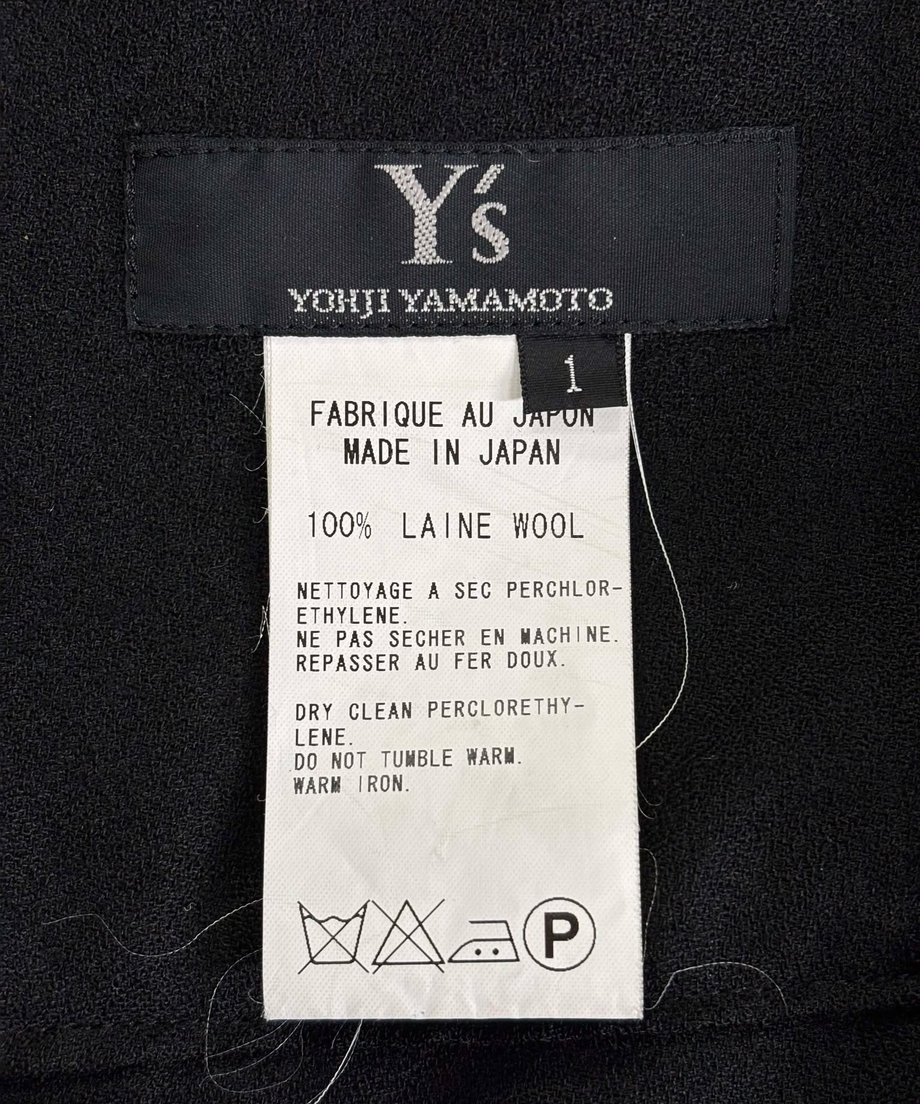 Y's
YOHJI YAMAMOTO
1
FABRIQUE AU JAPON
MADE IN JAPAN
100% LAINE WOOL
NETTOYAGE A SEC PERCHLOR-
ETHYLENE.
NE PAS SECHER EN MACHINE.
REPASSER AU FER DOUX.
DRY CLEAN PERCLORETHY-
LENE.
DO NOT TUMBLE WARM.
WARM IRON.
P